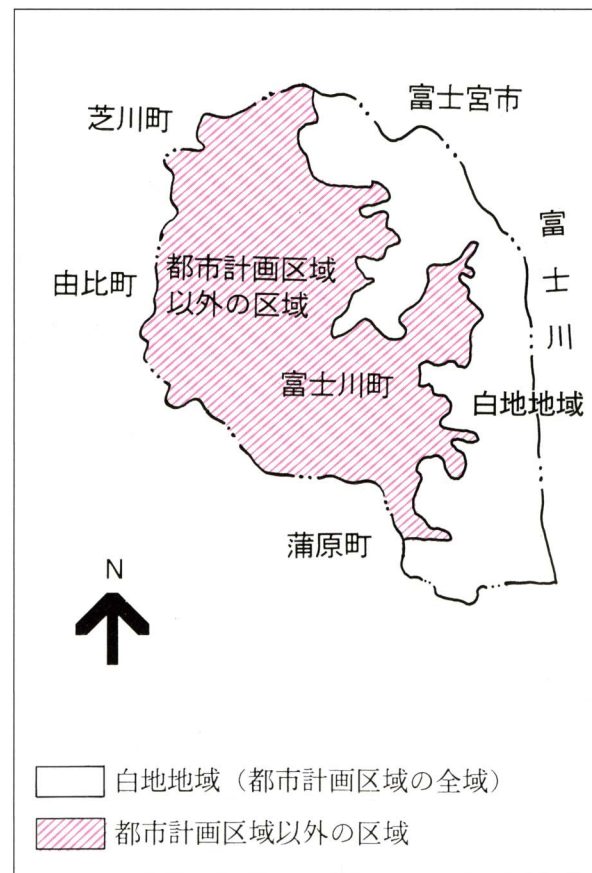 芝川町
富士宮市
富士川
由比町
都市計画区域
以外の区域
富士川町
白地地域
蒲原町
N
白地地域（都市計画区域の全域）
都市計画区域以外の区域